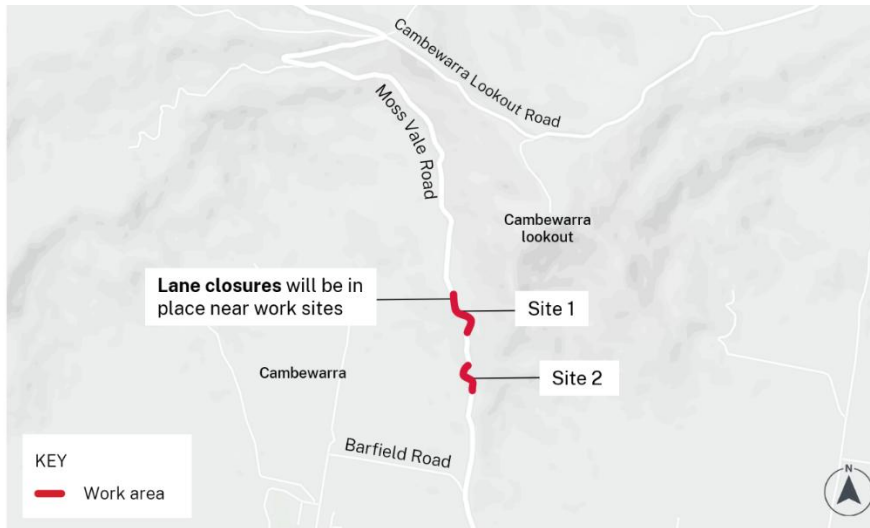 Cambewarra Lookout Road
Moss Vale Road
Cambewarra
lookout
Lane closures will be in
place near work sites
Site 1
Cambewarra
Site 2
Barfield Road
KEY
Work area
N